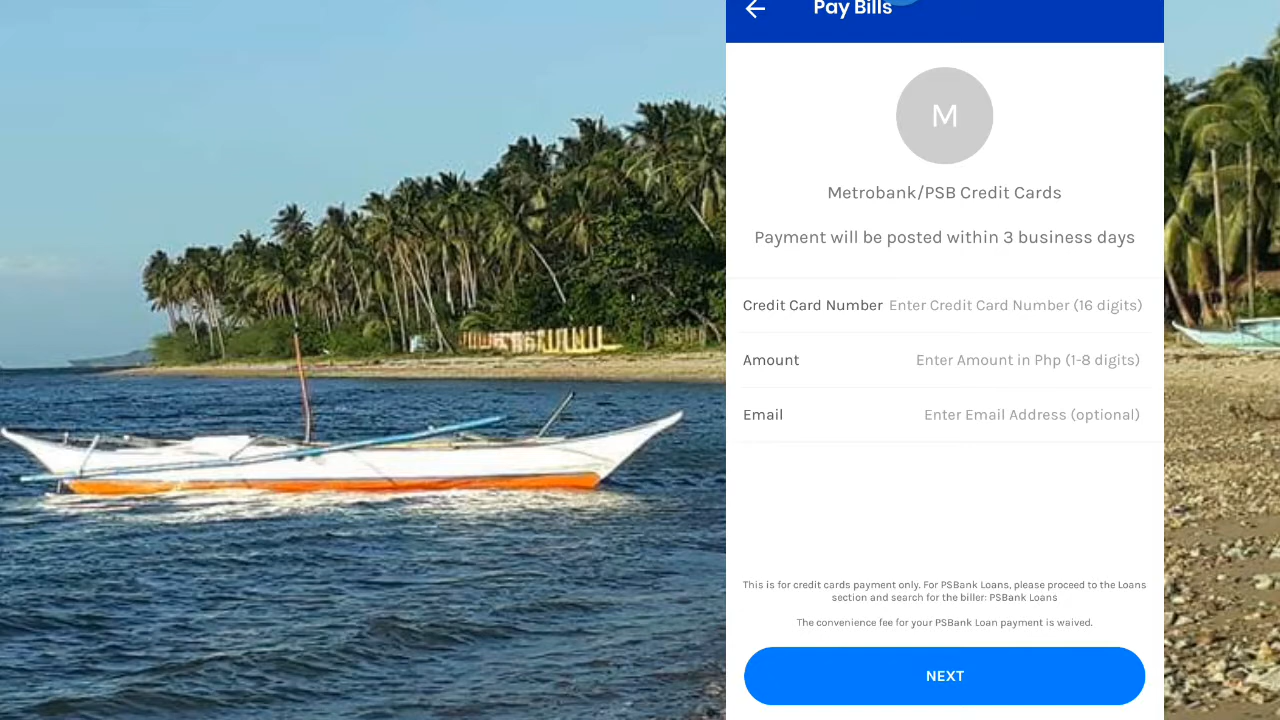 Pay Bills
M
Metrobank/PSB Credit Cards
Payment will be posted within 3 business days
Credit Card Number Enter Credit Card Number (16 digits)
Amount Enter Amount in Php (1-8 digits)
Email Enter Email Address (optional)
This is for credit cards payment only. For PSBank Loans, please proceed to the Loans
section and search for the biller: PSBank Loans
The convenience fee for your PSBank Loan payment is waived.
NEXT